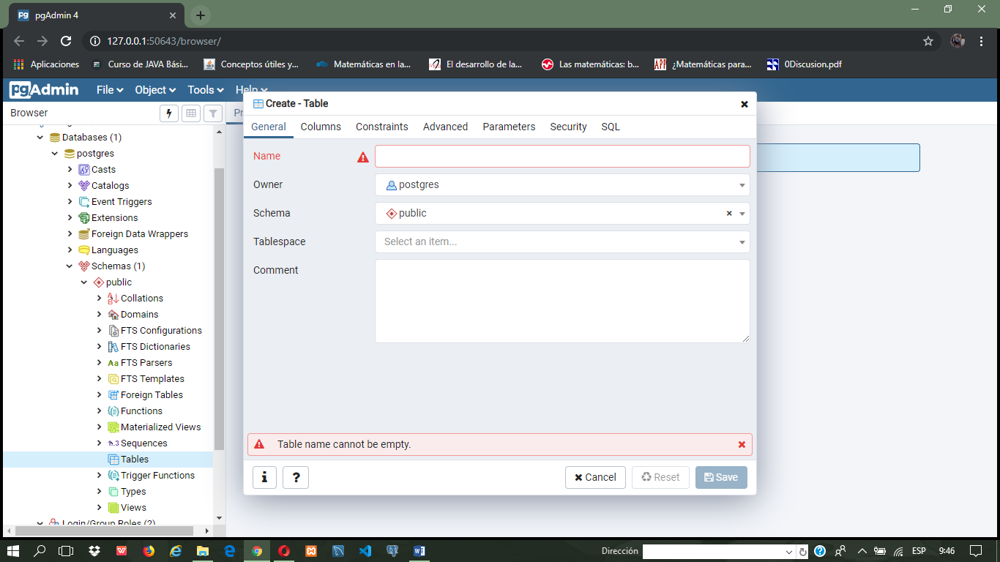 pgAdmin 4
127.0.0.1:50643/browser/
Aplicaciones Curso de JAVA Bási... Conceptos útiles y... Matemáticas en la... El desarrollo de la... Las matemáticas: b... ¿Matemáticas para... 0Discusion.pdf
pgAdmin File Object Tools Help
Browser
Databases (1)
postgres
Casts
Catalogs
Event Triggers
Extensions
Foreign Data Wrappers
Languages
Schemas (1)
public
Collations
Domains
FTS Configurations
FTS Dictionaries
FTS Parsers
FTS Templates
Foreign Tables
Functions
Materialized Views
Sequences
Tables
Trigger Functions
Types
Views
Login/Group Roles (2)
Create - Table
General Columns Constraints Advanced Parameters Security SQL
Name
Owner postgres
Schema public
Tablespace Select an item...
Comment
Table name cannot be empty.
Cancel Reset Save
Dirección ESP 9:46